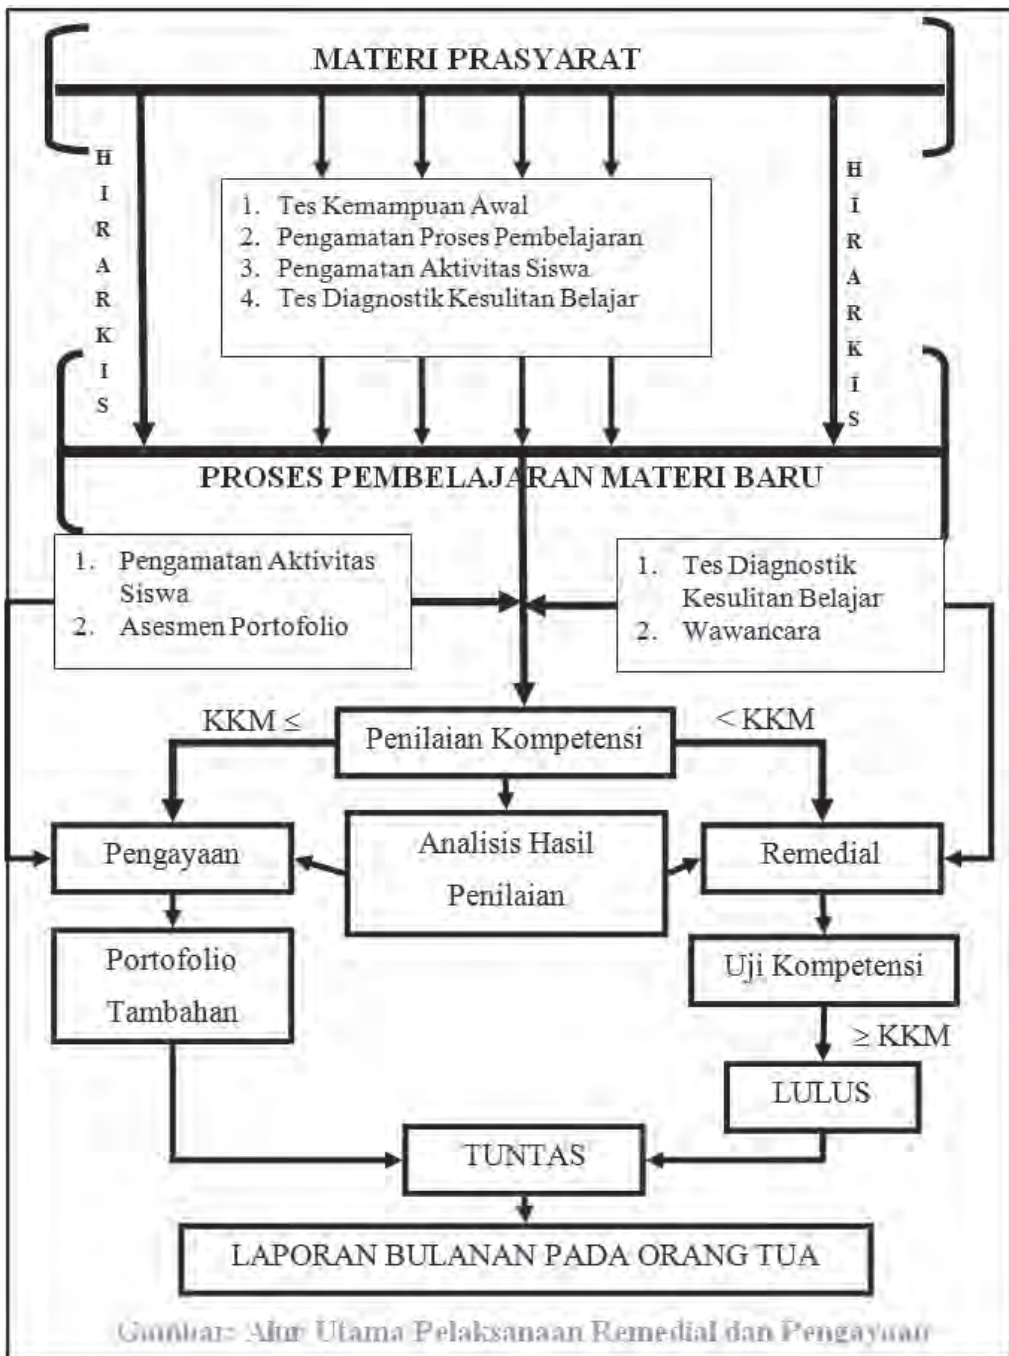 MATERI PRASYARAT
HIRARKIS
HIRARKIS
1. Tes Kemampuan Awal
2. Pengamatan Proses Pembelajaran
3. Pengamatan Aktivitas Siswa
4. Tes Diagnostik Kesulitan Belajar
PROSES PEMBELAJARAN MATERI BARU
1. Pengamatan Aktivitas
Siswa
2. Asesmen Portofolio
1. Tes Diagnostik
Kesulitan Belajar
2. Wawancara
KKM ≤
Penilaian Kompetensi
< KKM
Pengayaan
Analisis Hasil
Penilaian
Remedial
Portofolio
Tambahan
Uji Kompetensi
≥ KKM
LULUS
TUNTAS
LAPORAN BULANAN PADA ORANG TUA
Gambar: Alur Utama Pelaksanaan Remedial dan Pengayaan